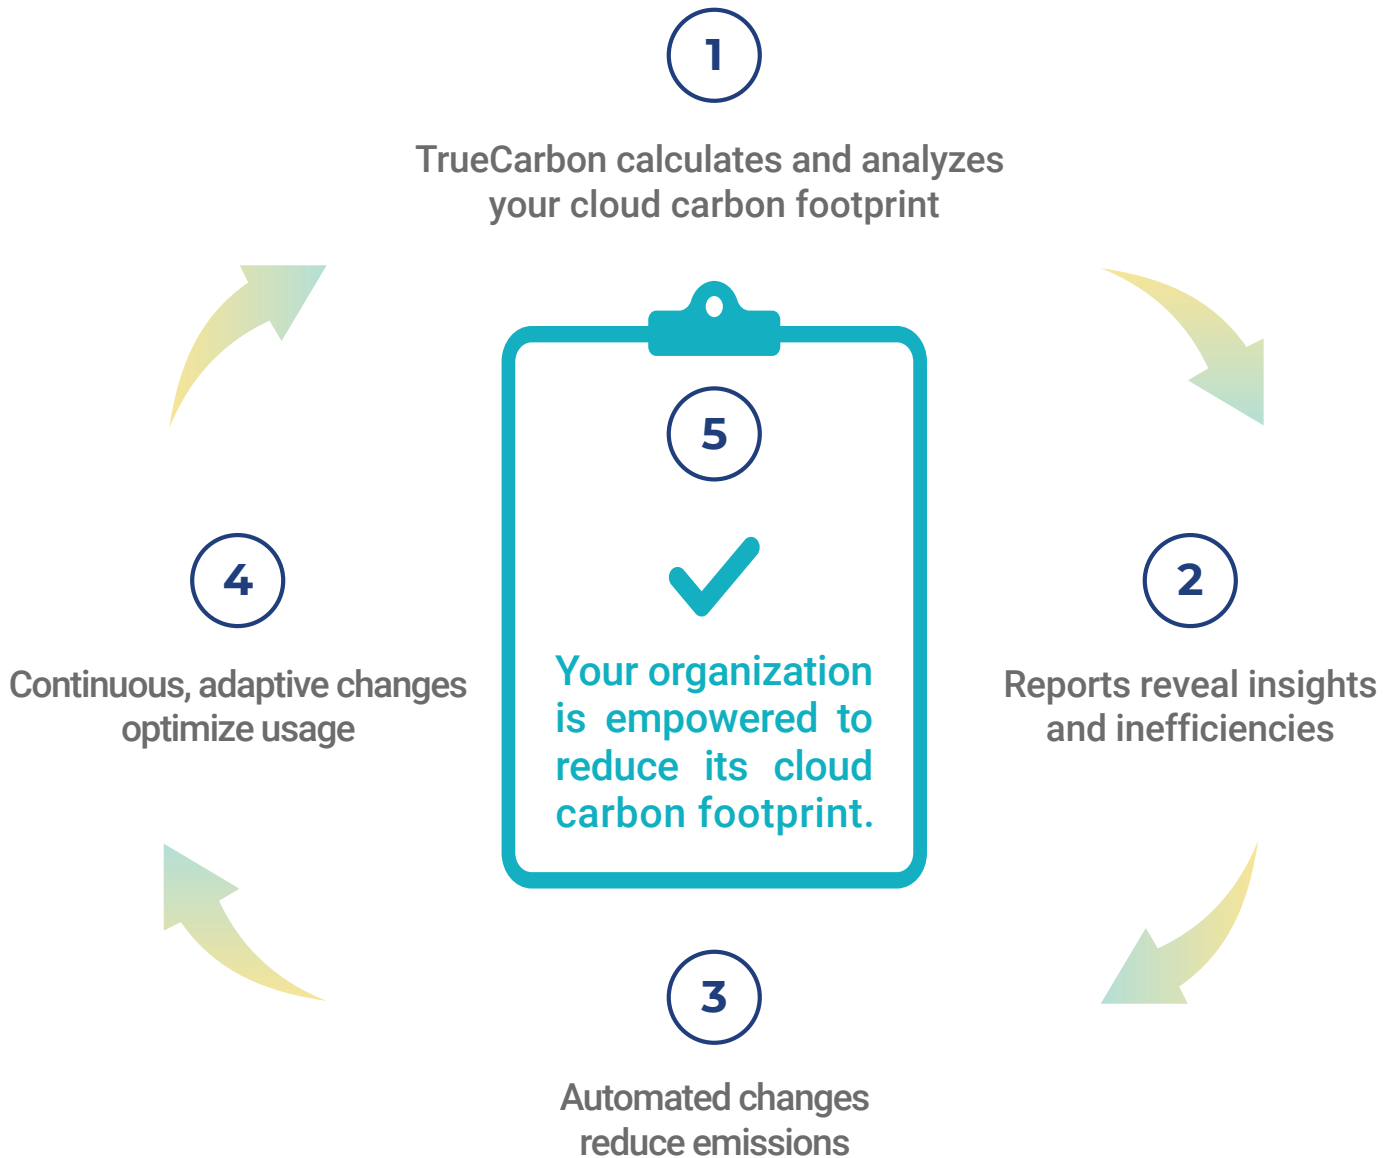 1
TrueCarbon calculates and analyzes
your cloud carbon footprint
2
Reports reveal insights
and inefficiencies
3
Automated changes
reduce emissions
4
Continuous, adaptive changes
optimize usage
5
Your organization
is empowered to
reduce its cloud
carbon footprint.